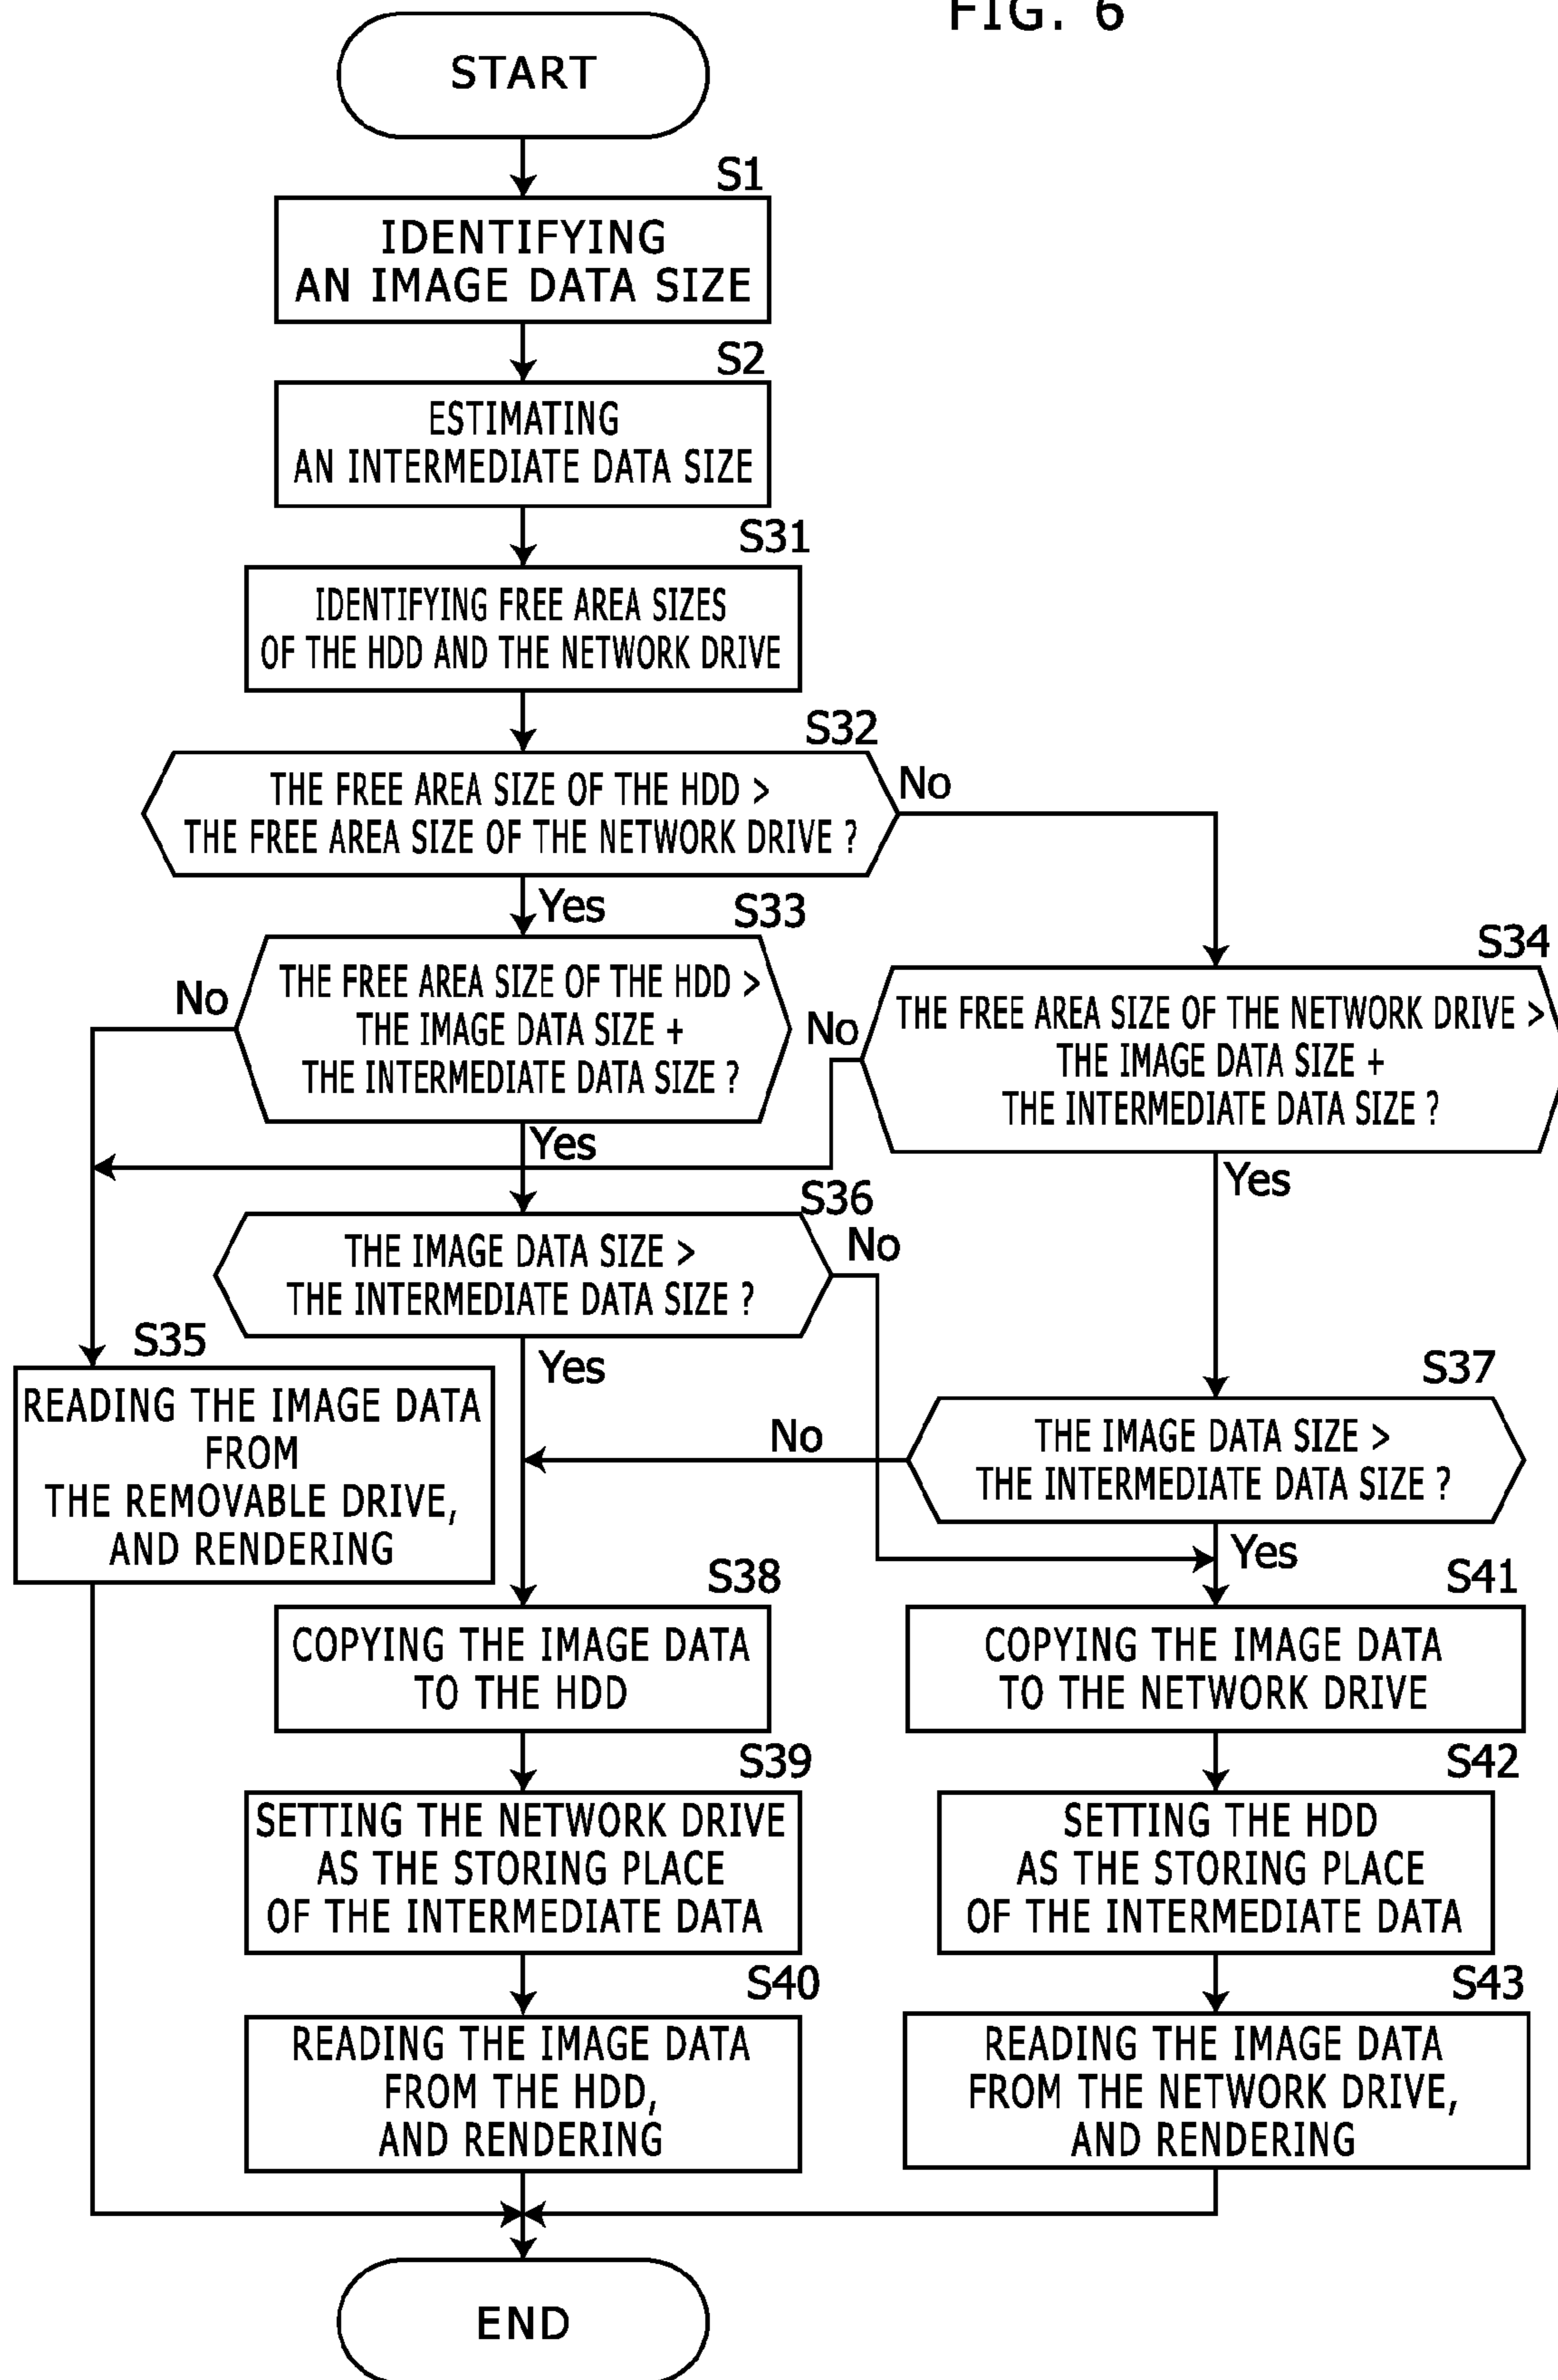 FIG. 6
START
S1
IDENTIFYING
AN IMAGE DATA SIZE
S2
ESTIMATING
AN INTERMEDIATE DATA SIZE
S31
IDENTIFYING FREE AREA SIZES
OF THE HDD AND THE NETWORK DRIVE
S32
THE FREE AREA SIZE OF THE HDD >
THE FREE AREA SIZE OF THE NETWORK DRIVE ?
No
Yes
S33
THE FREE AREA SIZE OF THE HDD >
THE IMAGE DATA SIZE +
THE INTERMEDIATE DATA SIZE ?
No
Yes
S34
THE FREE AREA SIZE OF THE NETWORK DRIVE >
THE IMAGE DATA SIZE +
THE INTERMEDIATE DATA SIZE ?
No
Yes
S36
THE IMAGE DATA SIZE >
THE INTERMEDIATE DATA SIZE ?
No
Yes
S35
READING THE IMAGE DATA
FROM
THE REMOVABLE DRIVE,
AND RENDERING
S37
THE IMAGE DATA SIZE >
THE INTERMEDIATE DATA SIZE ?
No
Yes
S38
COPYING THE IMAGE DATA
TO THE HDD
S41
COPYING THE IMAGE DATA
TO THE NETWORK DRIVE
S39
SETTING THE NETWORK DRIVE
AS THE STORING PLACE
OF THE INTERMEDIATE DATA
S42
SETTING THE HDD
AS THE STORING PLACE
OF THE INTERMEDIATE DATA
S40
READING THE IMAGE DATA
FROM THE HDD,
AND RENDERING
S43
READING THE IMAGE DATA
FROM THE NETWORK DRIVE,
AND RENDERING
END